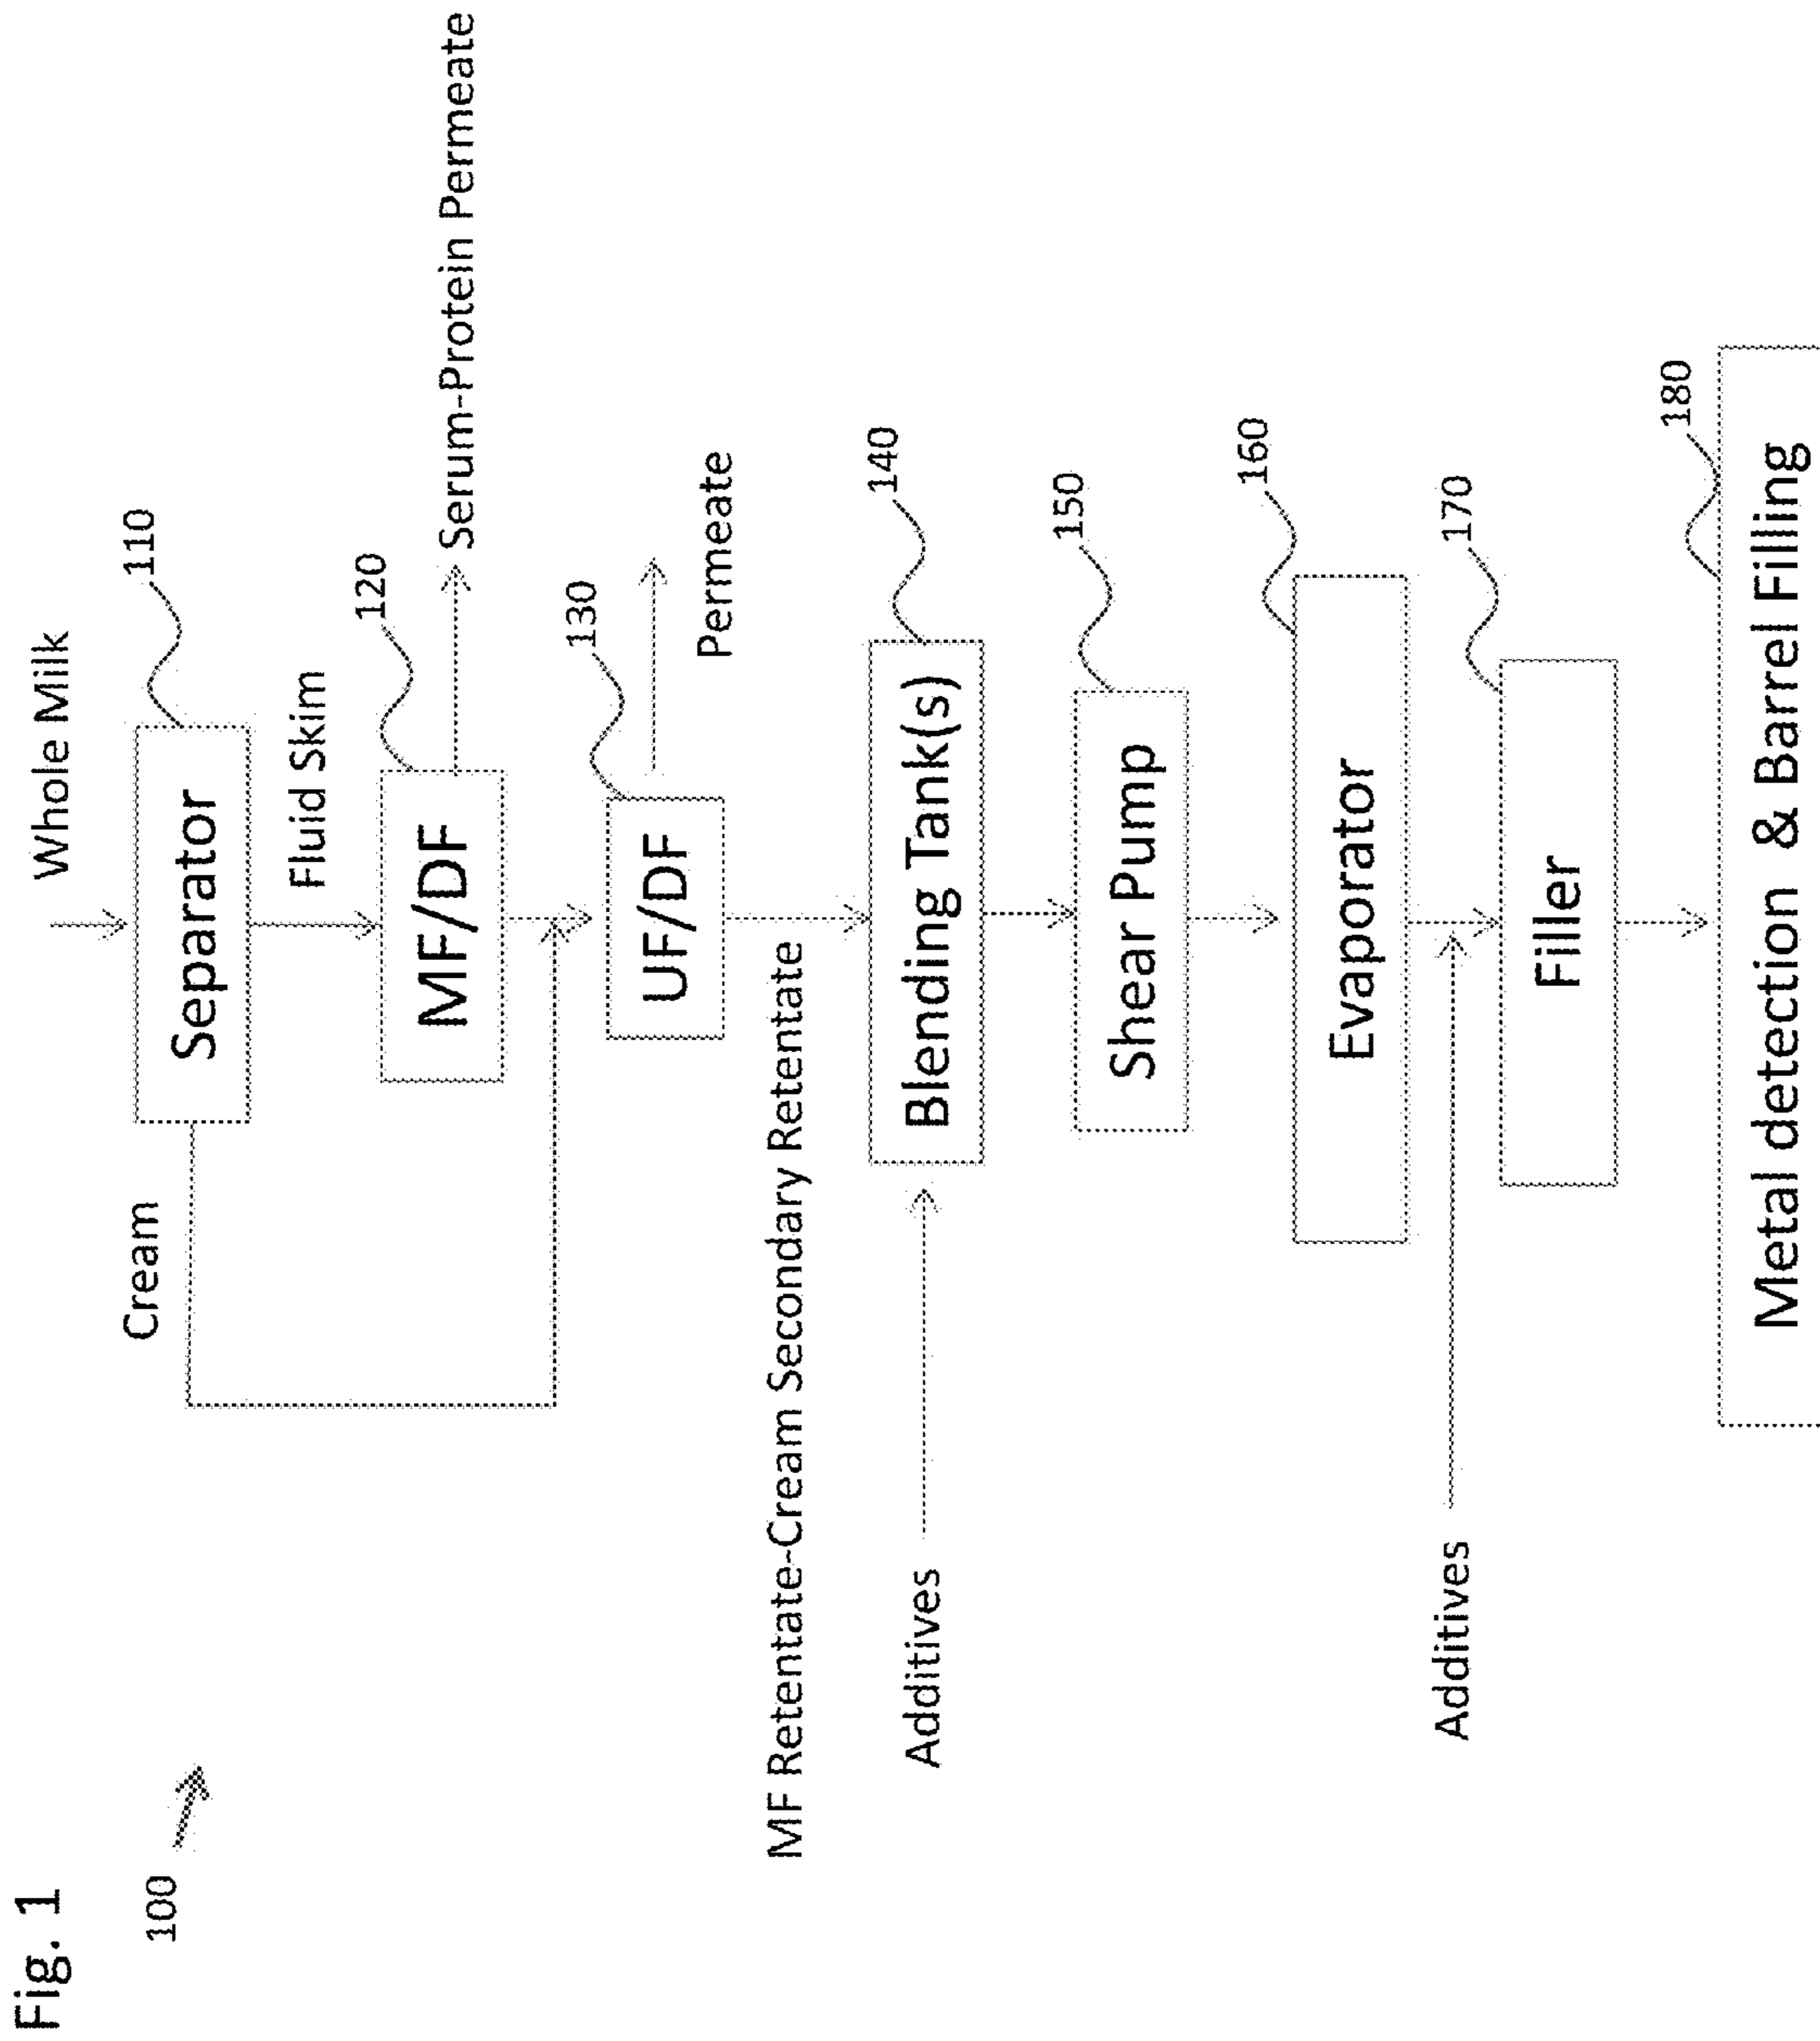 Fig. 1
100
Whole Milk
Cream
Separator
110
Fluid Skim
MF/DF
120
Serum-Protein Permeate
UF/DF
130
Permeate
MF Retentate-Cream Secondary Retentate
Additives
Blending Tank(s)
140
Shear Pump
150
Evaporator
160
Additives
Filler
170
Metal detection & Barrel Filling
180